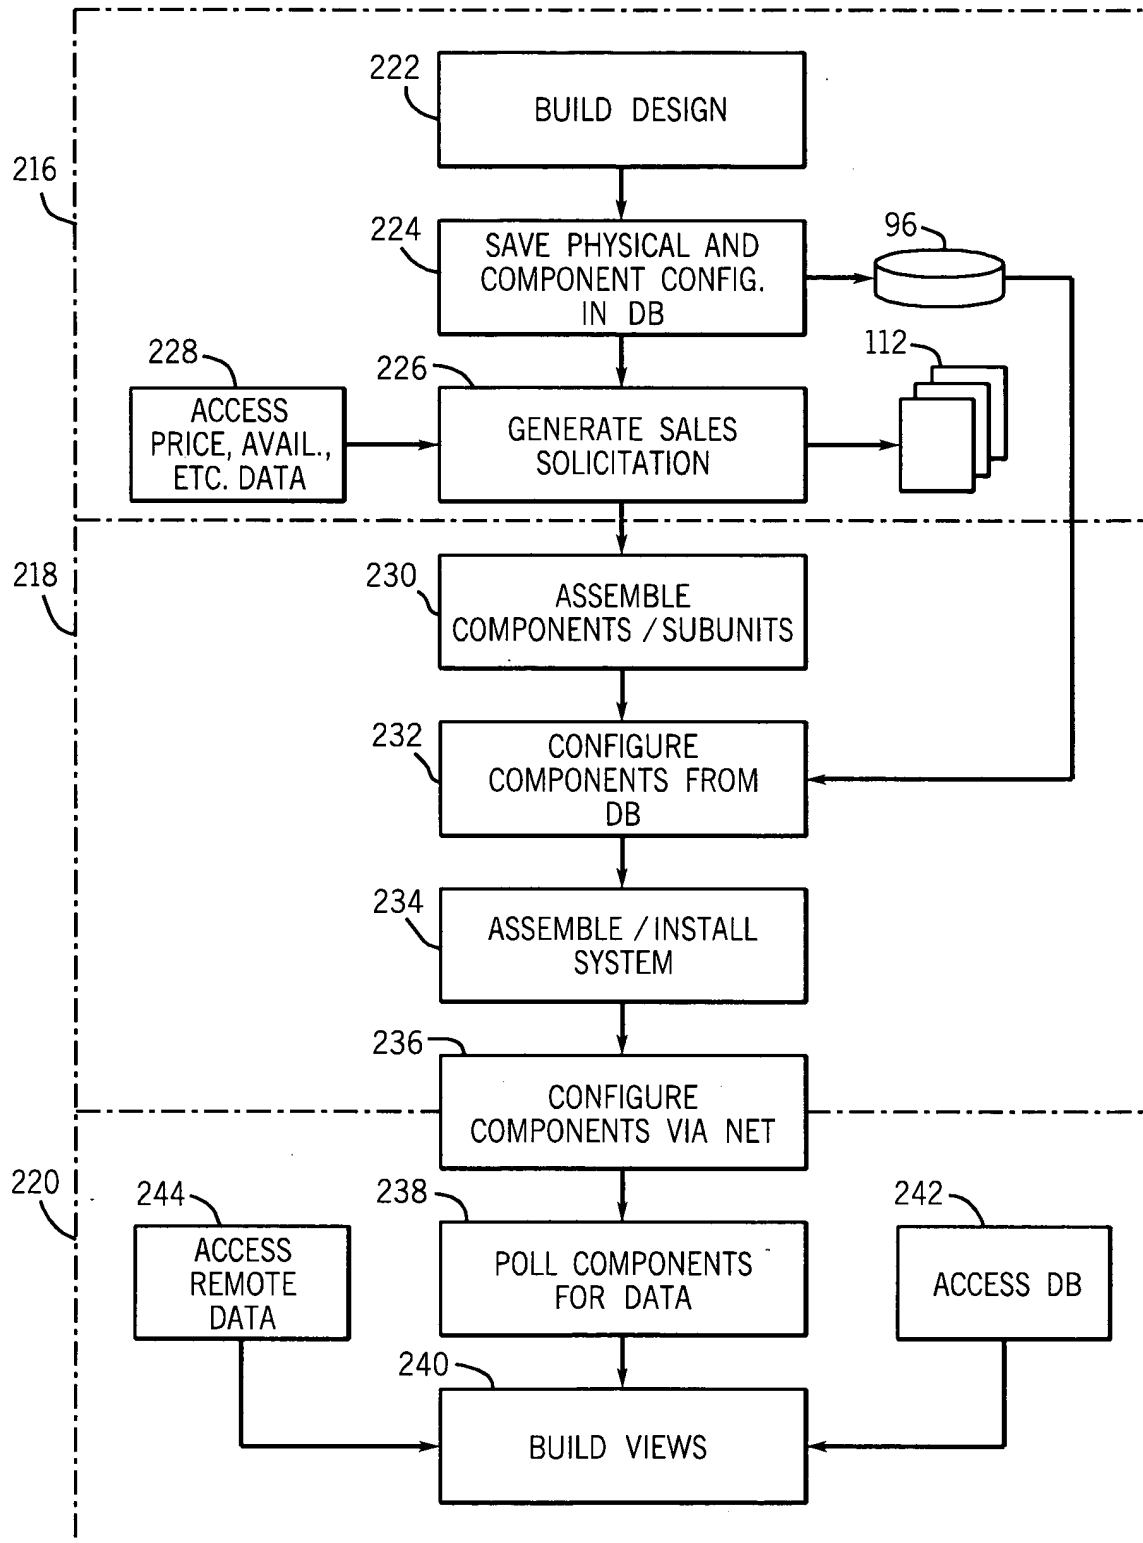 222
BUILD DESIGN
216
224
SAVE PHYSICAL AND
COMPONENT CONFIG.
IN DB
96
228
ACCESS
PRICE, AVAIL.,
ETC. DATA
226
GENERATE SALES
SOLICITATION
112
218
230
ASSEMBLE
COMPONENTS / SUBUNITS
232
CONFIGURE
COMPONENTS FROM
DB
234
ASSEMBLE / INSTALL
SYSTEM
236
CONFIGURE
COMPONENTS VIA NET
220
244
ACCESS
REMOTE
DATA
238
POLL COMPONENTS
FOR DATA
242
ACCESS DB
240
BUILD VIEWS